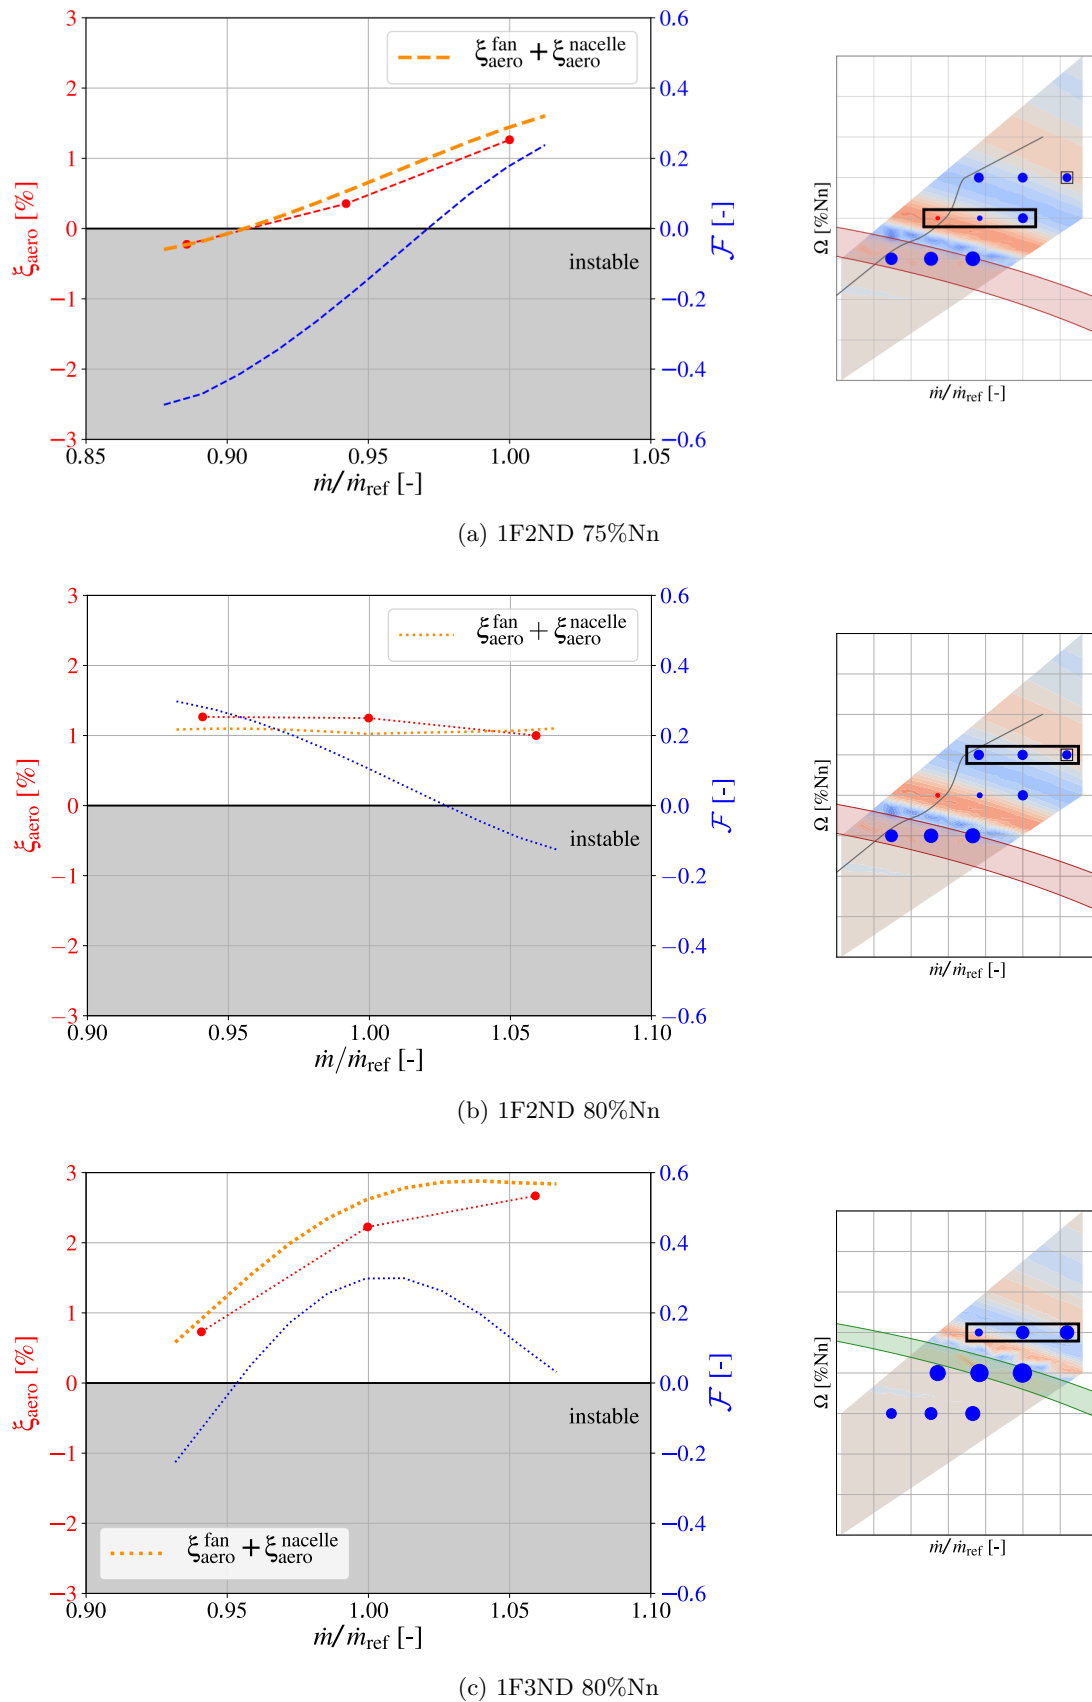 3
2
1
0
−1
−2
−3
ξaero [%]
ξ fan aero + ξ nacelle aero
instable
0.6
0.4
0.2
0.0
−0.2
−0.4
−0.6
ℱ [-]
0.85 0.90 0.95 1.00 1.05
ṁ/ṁref [-]
Ω [%Nn]
ṁ/ṁref [-]
(a) 1F2ND 75%Nn
3
2
1
0
−1
−2
−3
ξaero [%]
ξ fan aero + ξ nacelle aero
instable
0.6
0.4
0.2
0.0
−0.2
−0.4
−0.6
ℱ [-]
0.90 0.95 1.00 1.05 1.10
ṁ/ṁref [-]
Ω [%Nn]
ṁ/ṁref [-]
(b) 1F2ND 80%Nn
3
2
1
0
−1
−2
−3
ξaero [%]
instable
ξ fan aero + ξ nacelle aero
0.6
0.4
0.2
0.0
−0.2
−0.4
−0.6
ℱ [-]
0.90 0.95 1.00 1.05 1.10
ṁ/ṁref [-]
Ω [%Nn]
ṁ/ṁref [-]
(c) 1F3ND 80%Nn